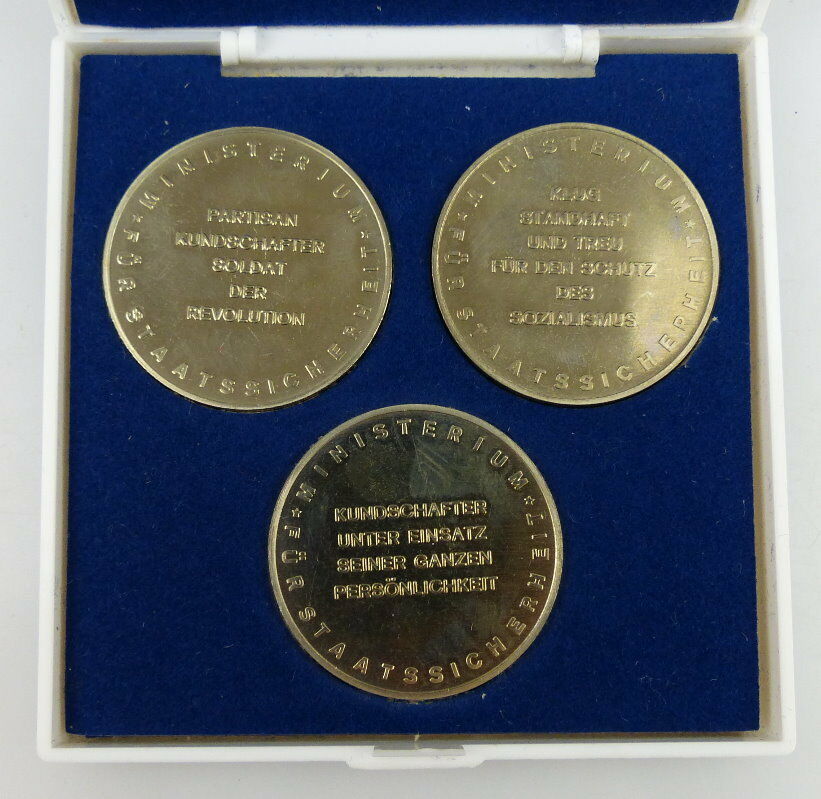 ★ MINISTERIUM ★
FÜR STAATSSICHERHEIT
PARTISAN
KUNDSCHAFTER
SOLDAT
DER
REVOLUTION
★ MINISTERIUM ★
FÜR STAATSSICHERHEIT
KLUG
STANDHAFT
UND TREU
FÜR DEN SCHUTZ
DES
SOZIALISMUS
★ MINISTERIUM ★
FÜR STAATSSICHERHEIT
KUNDSCHAFTER
UNTER EINSATZ
SEINER GANZEN
PERSÖNLICHKEIT